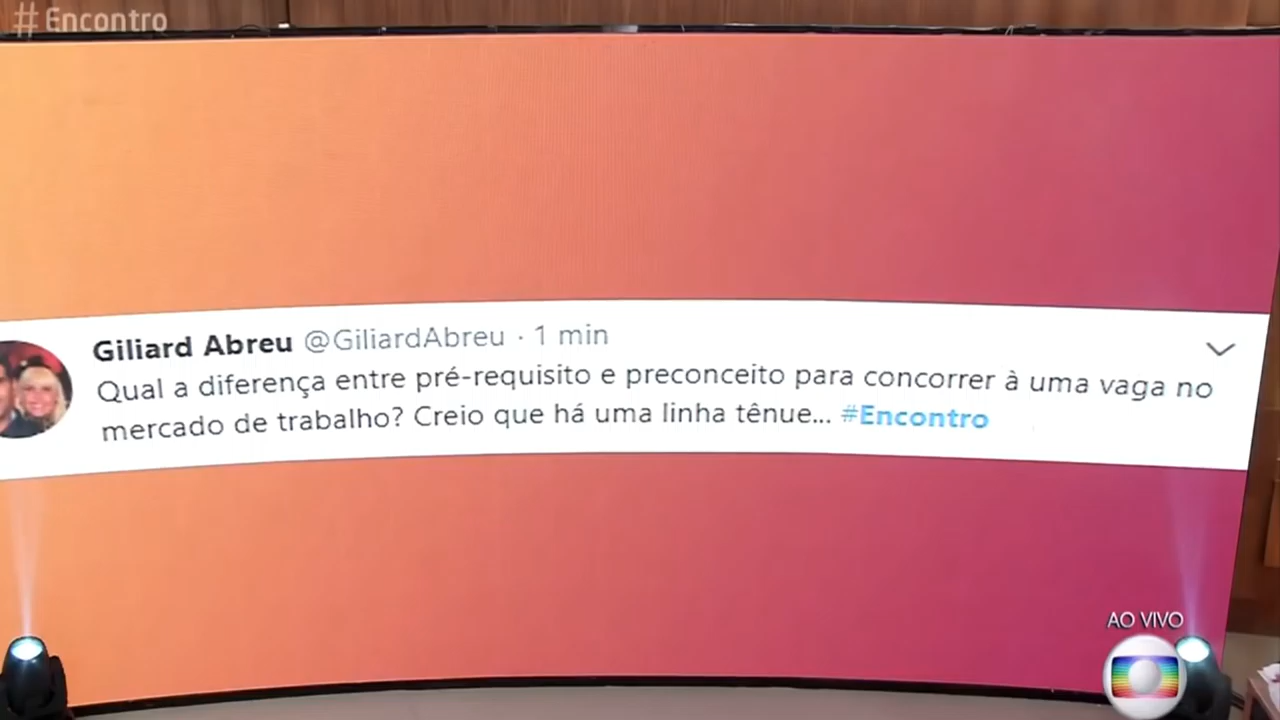 #Encontro
Giliard Abreu @GiliardAbreu · 1 min
Qual a diferença entre pré-requisito e preconceito para concorrer à uma vaga no
mercado de trabalho? Creio que há uma linha tênue... #Encontro
AO VIVO